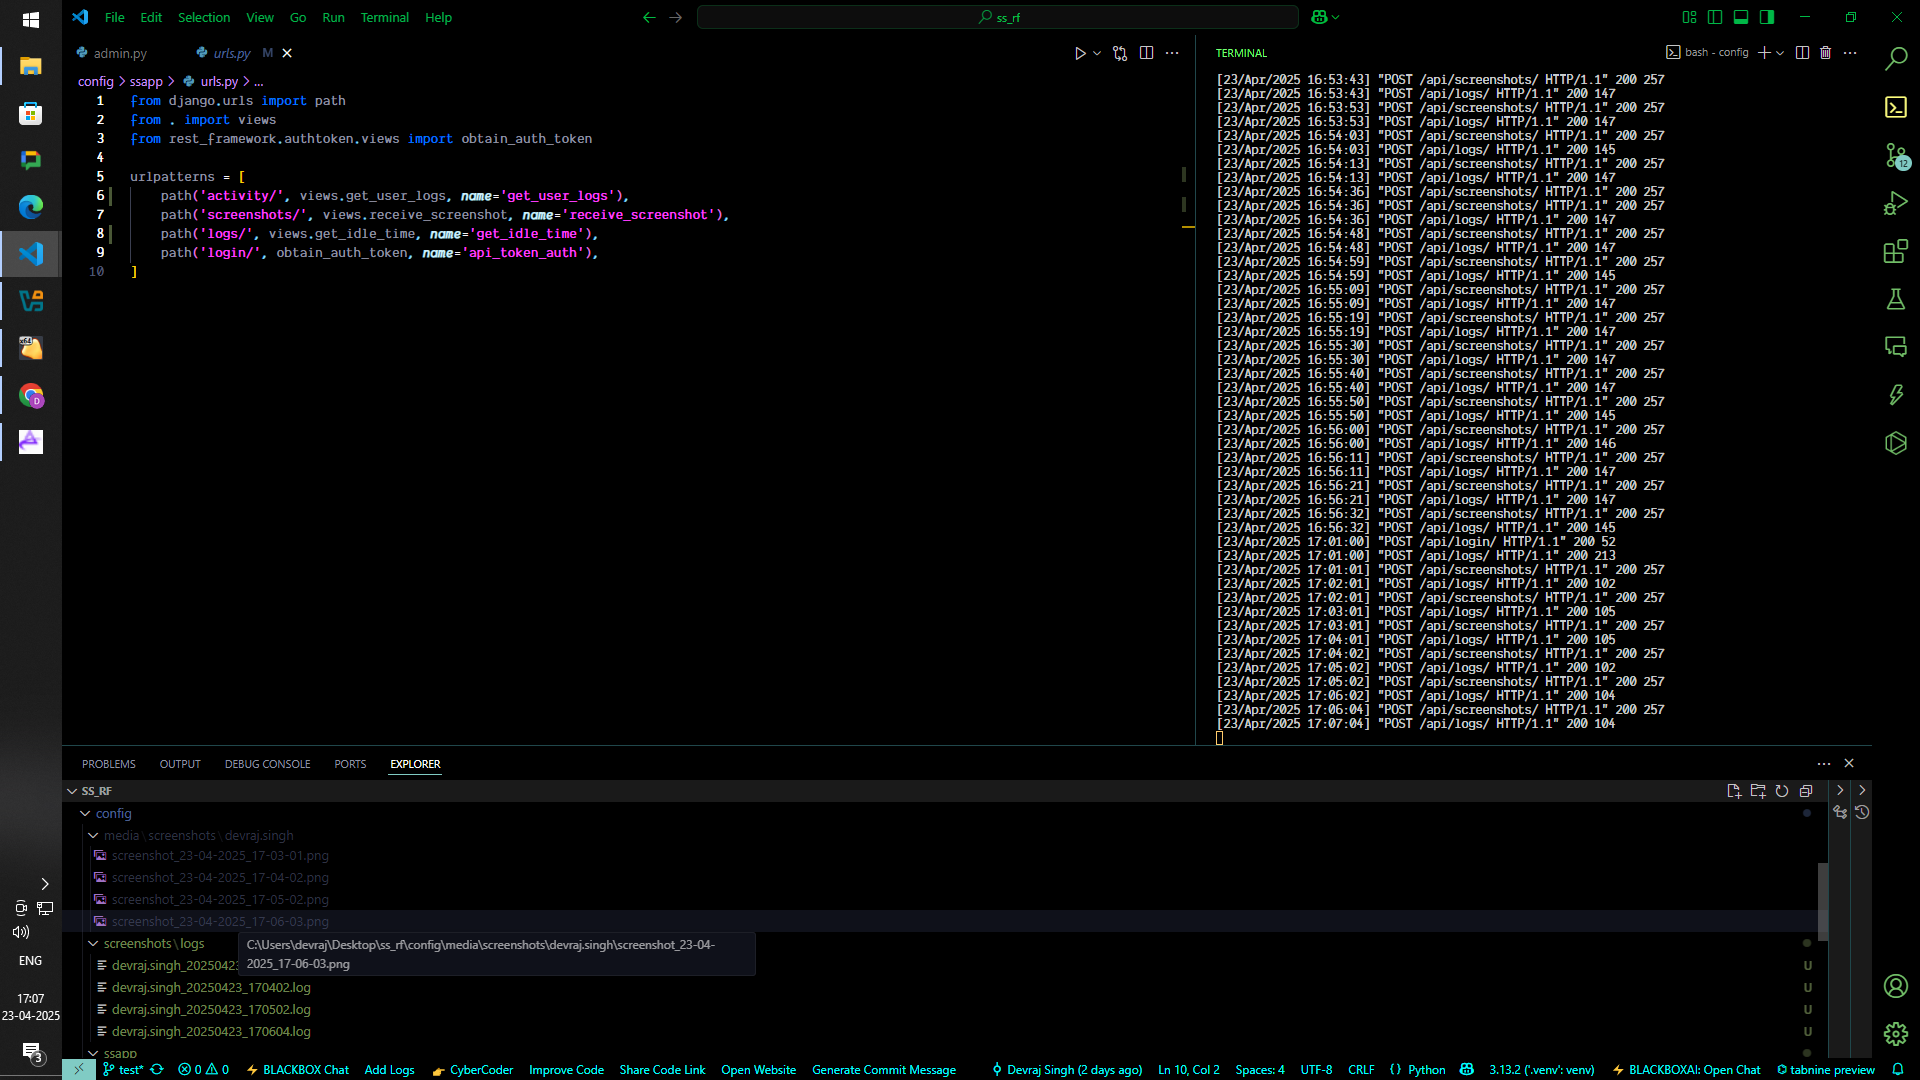 File Edit Selection View Go Run Terminal Help
ss_rf
admin.py
urls.py M
config > ssapp > urls.py > ...
1 from django.urls import path
2 from . import views
3 from rest_framework.authtoken.views import obtain_auth_token
4
5 urlpatterns = [
6 path('activity/', views.get_user_logs, name='get_user_logs'),
7 path('screenshots/', views.receive_screenshot, name='receive_screenshot'),
8 path('logs/', views.get_idle_time, name='get_idle_time'),
9 path('login/', obtain_auth_token, name='api_token_auth'),
10 ]
TERMINAL
bash - config
[23/Apr/2025 16:53:43] "POST /api/screenshots/ HTTP/1.1" 200 257
[23/Apr/2025 16:53:43] "POST /api/logs/ HTTP/1.1" 200 147
[23/Apr/2025 16:53:53] "POST /api/screenshots/ HTTP/1.1" 200 257
[23/Apr/2025 16:53:53] "POST /api/logs/ HTTP/1.1" 200 147
[23/Apr/2025 16:54:03] "POST /api/screenshots/ HTTP/1.1" 200 257
[23/Apr/2025 16:54:03] "POST /api/logs/ HTTP/1.1" 200 145
[23/Apr/2025 16:54:13] "POST /api/screenshots/ HTTP/1.1" 200 257
[23/Apr/2025 16:54:13] "POST /api/logs/ HTTP/1.1" 200 147
[23/Apr/2025 16:54:36] "POST /api/screenshots/ HTTP/1.1" 200 257
[23/Apr/2025 16:54:36] "POST /api/screenshots/ HTTP/1.1" 200 257
[23/Apr/2025 16:54:36] "POST /api/logs/ HTTP/1.1" 200 147
[23/Apr/2025 16:54:48] "POST /api/screenshots/ HTTP/1.1" 200 257
[23/Apr/2025 16:54:48] "POST /api/logs/ HTTP/1.1" 200 147
[23/Apr/2025 16:54:59] "POST /api/screenshots/ HTTP/1.1" 200 257
[23/Apr/2025 16:54:59] "POST /api/logs/ HTTP/1.1" 200 145
[23/Apr/2025 16:55:09] "POST /api/screenshots/ HTTP/1.1" 200 257
[23/Apr/2025 16:55:09] "POST /api/logs/ HTTP/1.1" 200 147
[23/Apr/2025 16:55:19] "POST /api/screenshots/ HTTP/1.1" 200 257
[23/Apr/2025 16:55:19] "POST /api/logs/ HTTP/1.1" 200 147
[23/Apr/2025 16:55:30] "POST /api/screenshots/ HTTP/1.1" 200 257
[23/Apr/2025 16:55:30] "POST /api/logs/ HTTP/1.1" 200 147
[23/Apr/2025 16:55:40] "POST /api/screenshots/ HTTP/1.1" 200 257
[23/Apr/2025 16:55:40] "POST /api/logs/ HTTP/1.1" 200 147
[23/Apr/2025 16:55:50] "POST /api/screenshots/ HTTP/1.1" 200 257
[23/Apr/2025 16:55:50] "POST /api/logs/ HTTP/1.1" 200 145
[23/Apr/2025 16:56:00] "POST /api/screenshots/ HTTP/1.1" 200 257
[23/Apr/2025 16:56:00] "POST /api/logs/ HTTP/1.1" 200 146
[23/Apr/2025 16:56:11] "POST /api/screenshots/ HTTP/1.1" 200 257
[23/Apr/2025 16:56:11] "POST /api/logs/ HTTP/1.1" 200 147
[23/Apr/2025 16:56:21] "POST /api/screenshots/ HTTP/1.1" 200 257
[23/Apr/2025 16:56:21] "POST /api/logs/ HTTP/1.1" 200 147
[23/Apr/2025 16:56:32] "POST /api/screenshots/ HTTP/1.1" 200 257
[23/Apr/2025 16:56:32] "POST /api/logs/ HTTP/1.1" 200 145
[23/Apr/2025 17:01:00] "POST /api/login/ HTTP/1.1" 200 52
[23/Apr/2025 17:01:00] "POST /api/logs/ HTTP/1.1" 200 213
[23/Apr/2025 17:01:01] "POST /api/screenshots/ HTTP/1.1" 200 257
[23/Apr/2025 17:02:01] "POST /api/logs/ HTTP/1.1" 200 102
[23/Apr/2025 17:02:01] "POST /api/screenshots/ HTTP/1.1" 200 257
[23/Apr/2025 17:03:01] "POST /api/logs/ HTTP/1.1" 200 105
[23/Apr/2025 17:03:01] "POST /api/screenshots/ HTTP/1.1" 200 257
[23/Apr/2025 17:04:01] "POST /api/logs/ HTTP/1.1" 200 105
[23/Apr/2025 17:04:02] "POST /api/screenshots/ HTTP/1.1" 200 257
[23/Apr/2025 17:05:02] "POST /api/logs/ HTTP/1.1" 200 102
[23/Apr/2025 17:05:02] "POST /api/screenshots/ HTTP/1.1" 200 257
[23/Apr/2025 17:06:02] "POST /api/logs/ HTTP/1.1" 200 104
[23/Apr/2025 17:06:04] "POST /api/screenshots/ HTTP/1.1" 200 257
[23/Apr/2025 17:07:04] "POST /api/logs/ HTTP/1.1" 200 104
12
x64
D
PROBLEMS OUTPUT DEBUG CONSOLE PORTS EXPLORER
SS_RF
config
media\screenshots\devraj.singh
screenshot_23-04-2025_17-03-01.png
screenshot_23-04-2025_17-04-02.png
screenshot_23-04-2025_17-05-02.png
screenshot_23-04-2025_17-06-03.png
screenshots\logs
C:\Users\devraj\Desktop\ss_rf\config\media\screenshots\devraj.singh\screenshot_23-04-
2025_17-06-03.png
devraj.singh_20250423 U
devraj.singh_20250423_170402.log U
devraj.singh_20250423_170502.log U
devraj.singh_20250423_170604.log U
ssapp
ENG
17:07
23-04-2025
3
test* 0 0 BLACKBOX Chat Add Logs CyberCoder Improve Code Share Code Link Open Website Generate Commit Message Devraj Singh (2 days ago) Ln 10, Col 2 Spaces: 4 UTF-8 CRLF {} Python 3.13.2 ('.venv': venv) BLACKBOXAI: Open Chat tabnine preview